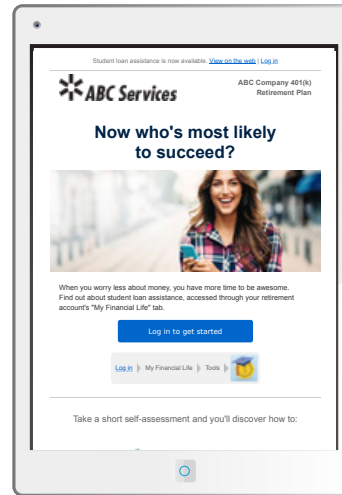 Student loan assistance is now available. View on the web | Log in
ABC Services
ABC Company 401(k)
Retirement Plan
Now who's most likely
to succeed?
When you worry less about money, you have more time to be awesome.
Find out about student loan assistance, accessed through your retirement
account's "My Financial Life" tab.
Log in to get started
Log in My Financial Life Tools
Take a short self-assessment and you'll discover how to: